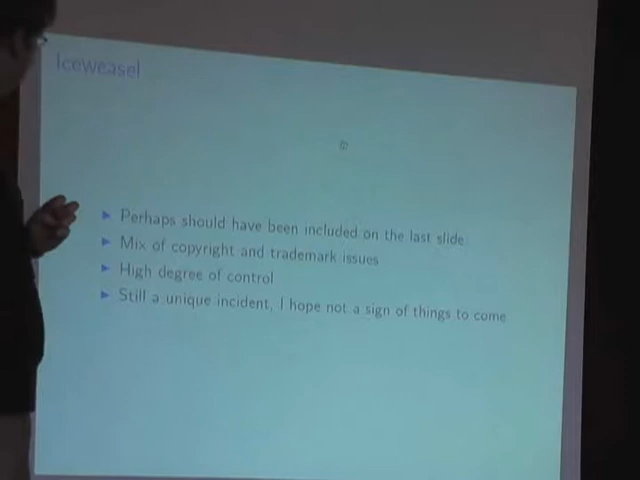 Iceweasel
Perhaps should have been included on the last slide
Mix of copyright and trademark issues
High degree of control
Still a unique incident, I hope not a sign of things to come